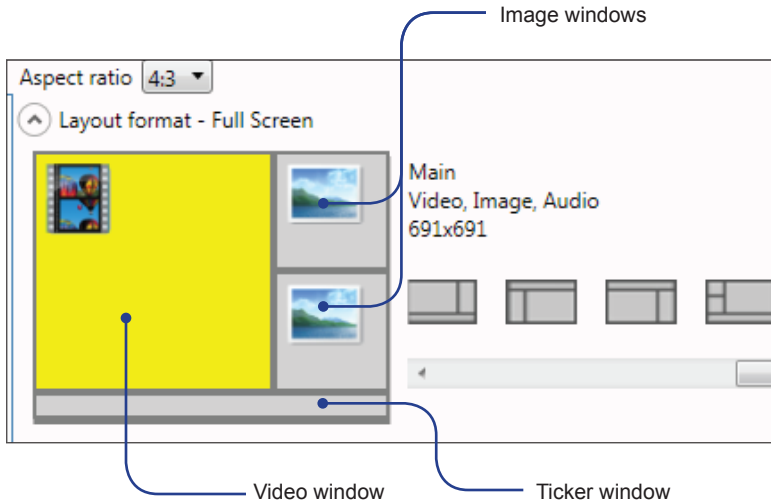 Image windows
Aspect ratio 4:3
Layout format - Full Screen
Main
Video, Image, Audio
691x691
Video window
Ticker window